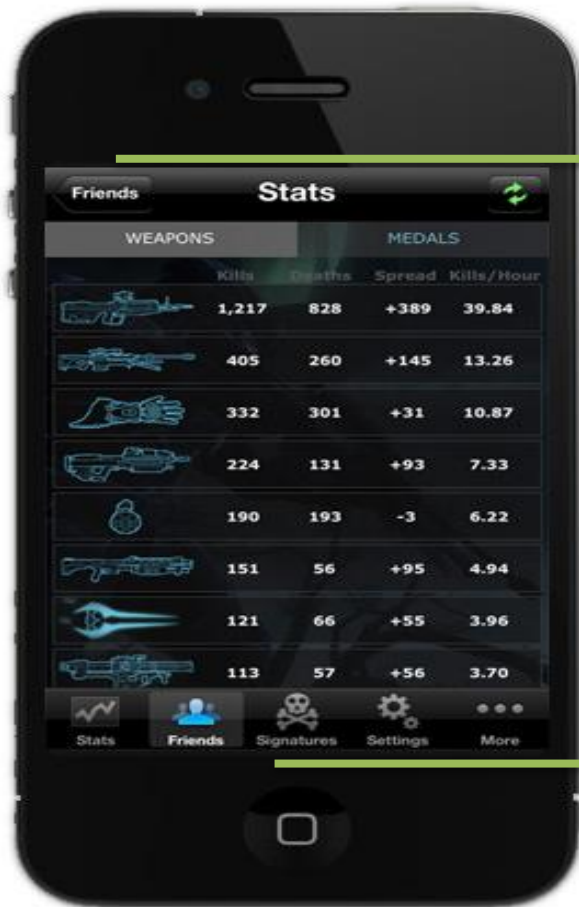 Friends Stats
WEAPONS MEDALS
Kills Deaths Spread Kills/Hour
1,217 828 +389 39.84
405 260 +145 13.26
332 301 +31 10.87
224 131 +93 7.33
190 193 -3 6.22
151 56 +95 4.94
121 66 +55 3.96
113 57 +56 3.70
Stats Friends Signatures Settings More